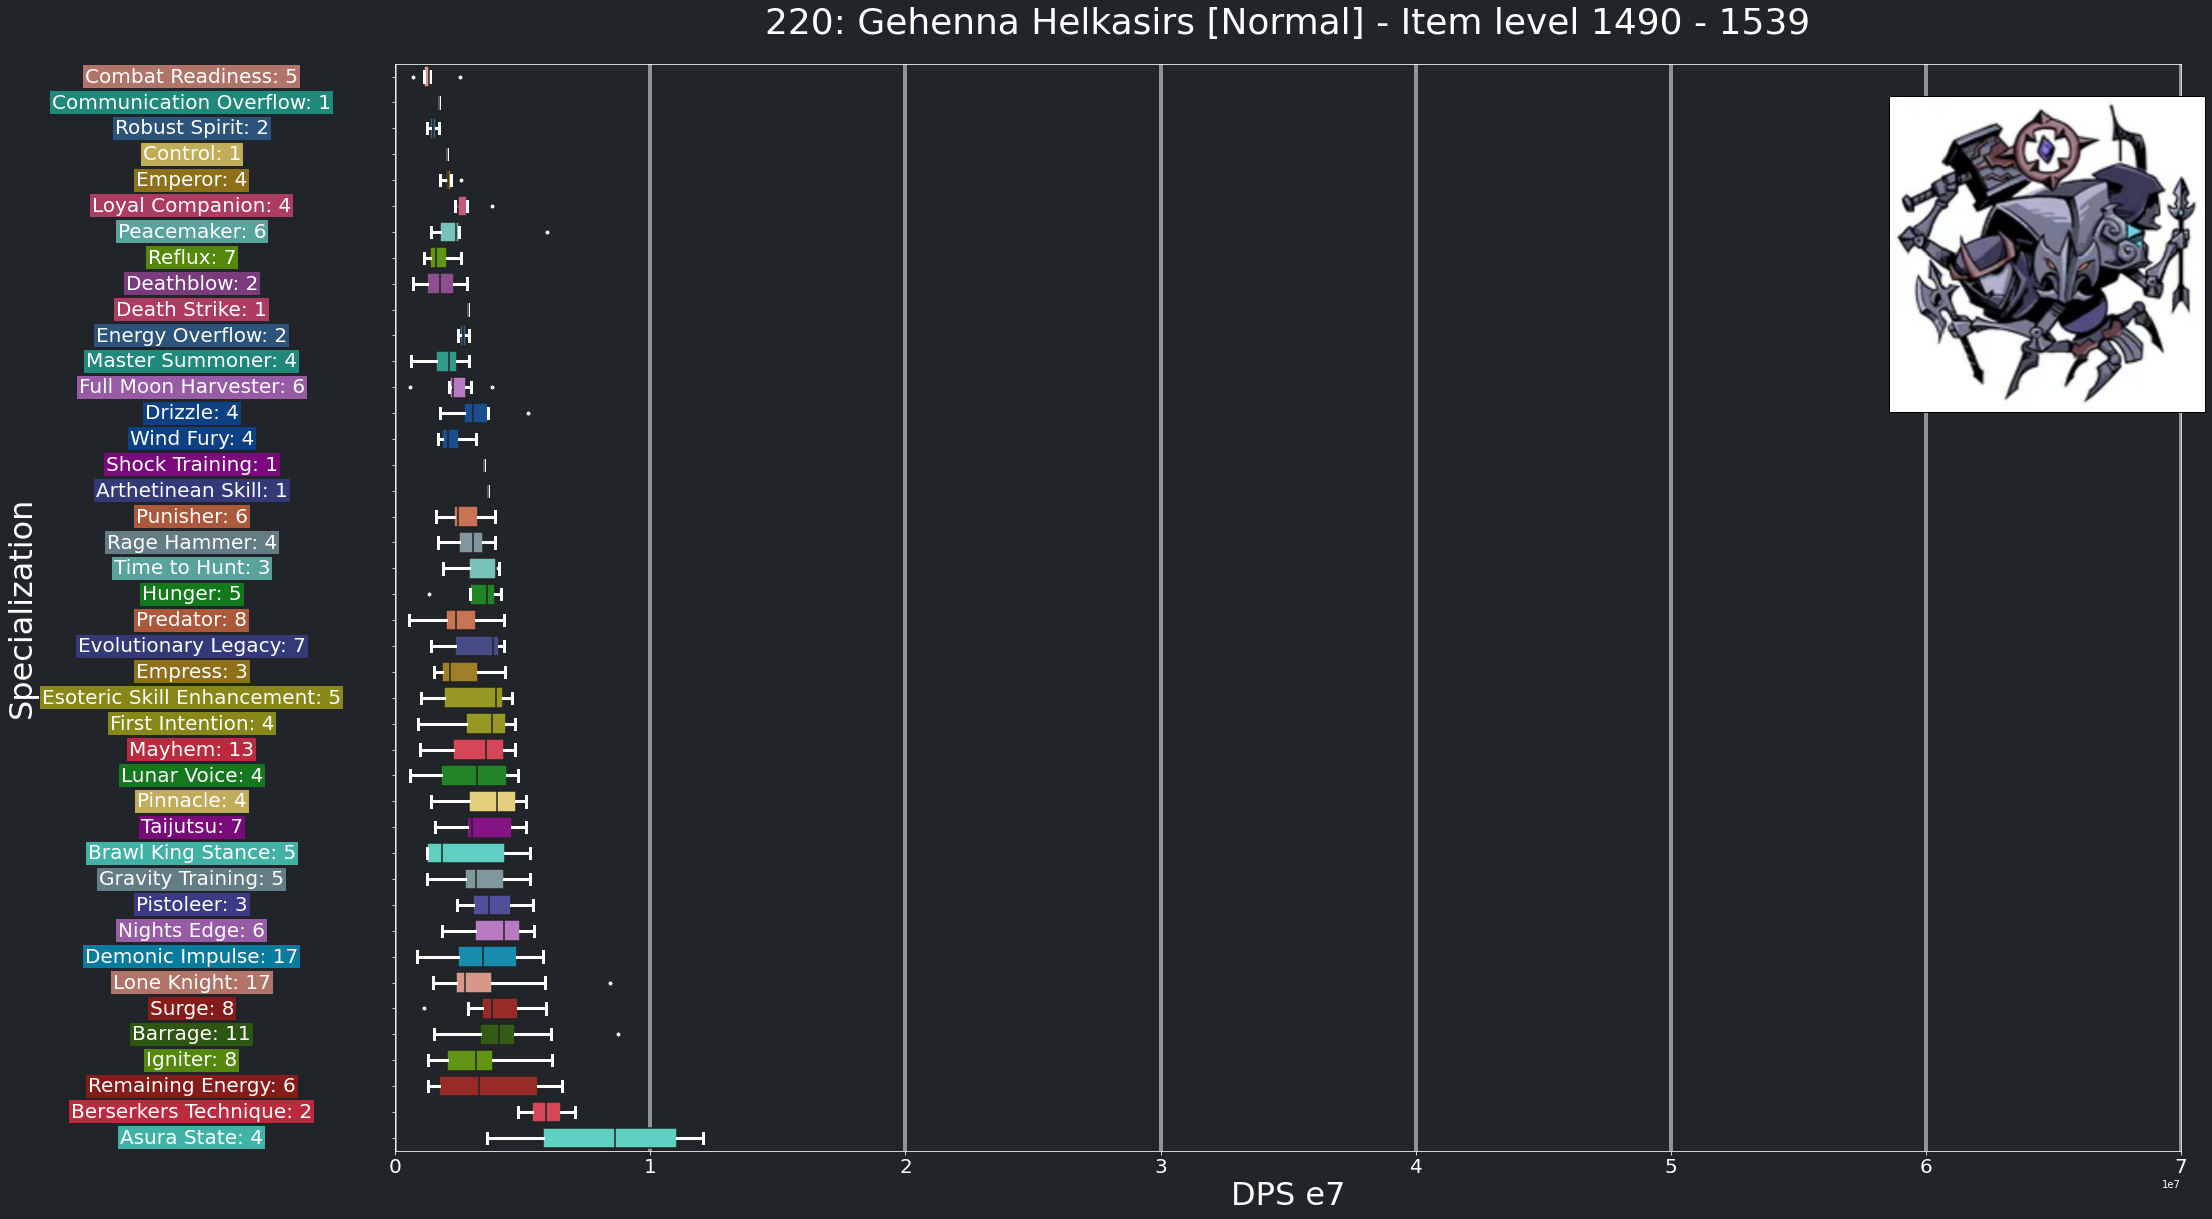 220: Gehenna Helkasirs [Normal] - Item level 1490 - 1539
Combat Readiness: 5
Communication Overflow: 1
Robust Spirit: 2
Control: 1
Emperor: 4
Loyal Companion: 4
Peacemaker: 6
Reflux: 7
Deathblow: 2
Death Strike: 1
Energy Overflow: 2
Master Summoner: 4
Full Moon Harvester: 6
Drizzle: 4
Wind Fury: 4
Shock Training: 1
Arthetinean Skill: 1
Punisher: 6
Rage Hammer: 4
Time to Hunt: 3
Hunger: 5
Predator: 8
Evolutionary Legacy: 7
Empress: 3
Esoteric Skill Enhancement: 5
First Intention: 4
Mayhem: 13
Lunar Voice: 4
Pinnacle: 4
Taijutsu: 7
Brawl King Stance: 5
Gravity Training: 5
Pistoleer: 3
Nights Edge: 6
Demonic Impulse: 17
Lone Knight: 17
Surge: 8
Barrage: 11
Igniter: 8
Remaining Energy: 6
Berserkers Technique: 2
Asura State: 4
Specialization
0 1 2 3 4 5 6 7
1e7
DPS e7